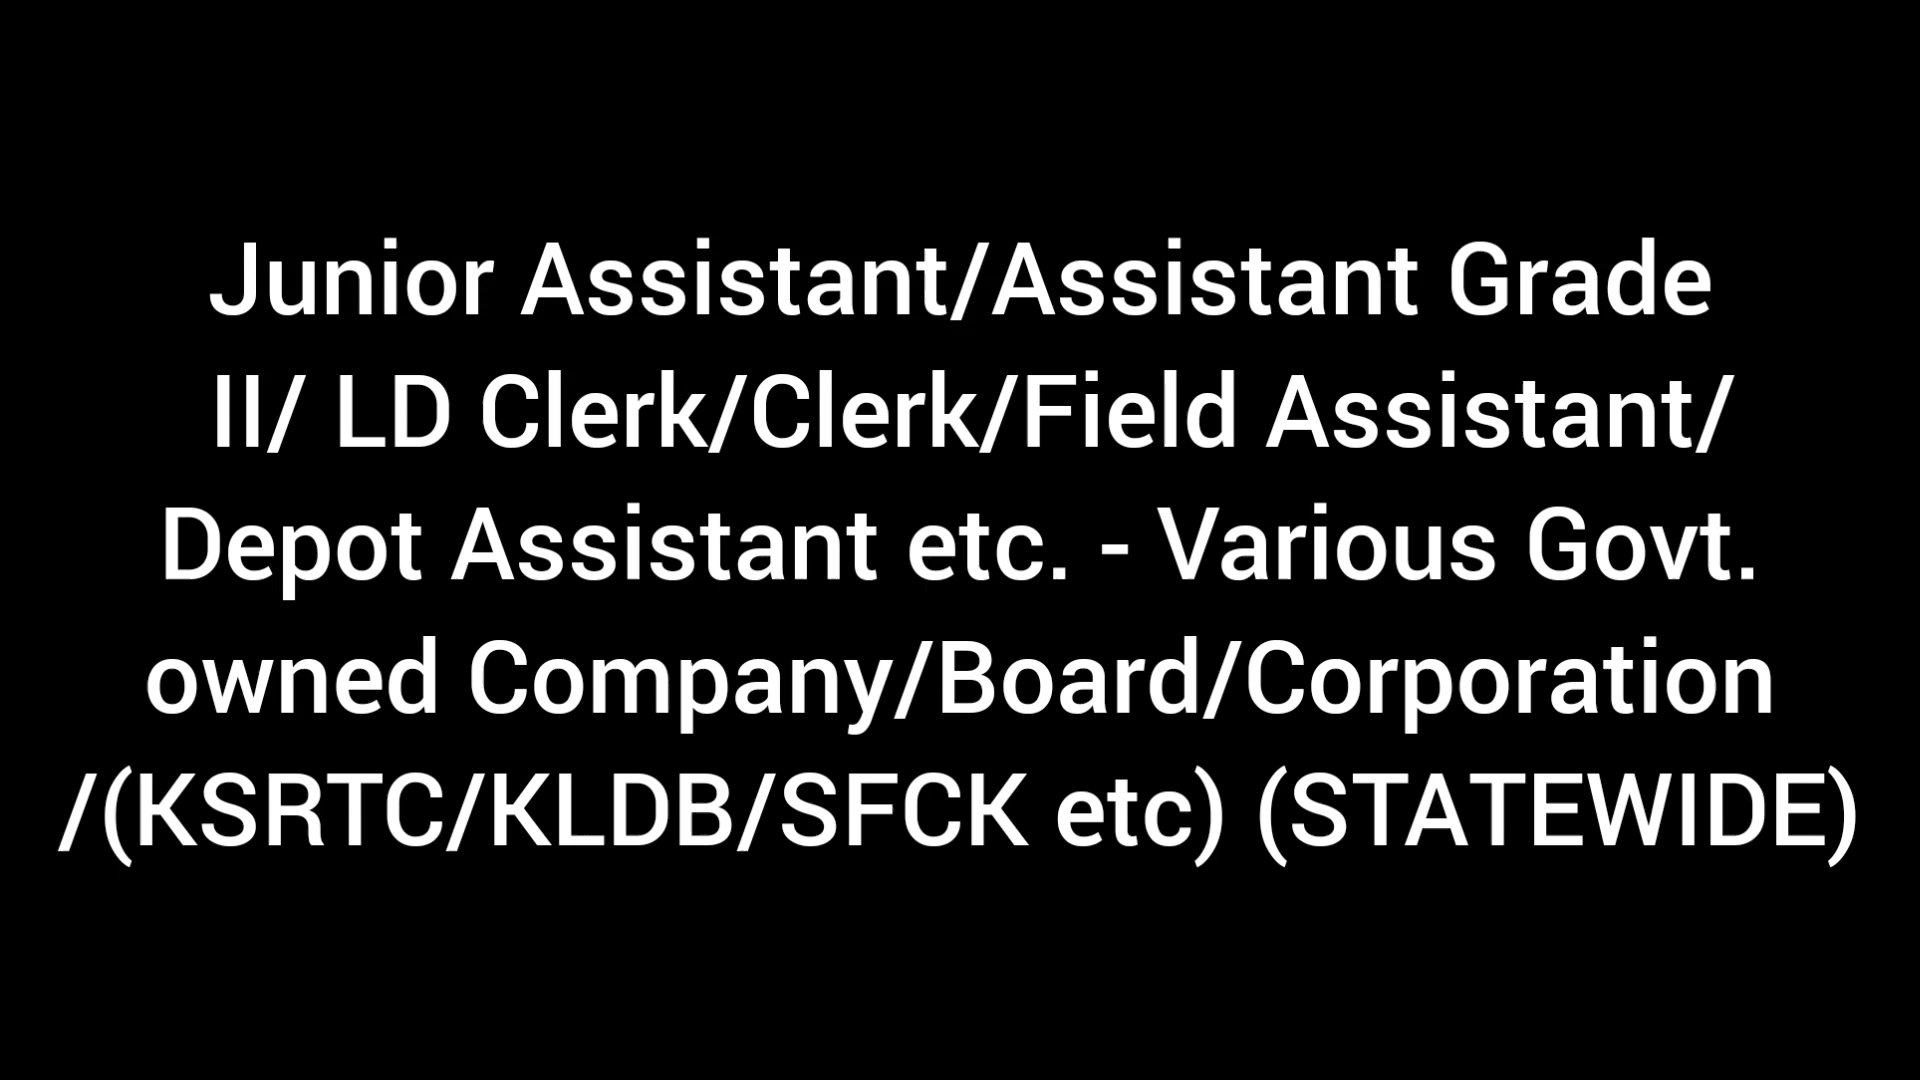 Junior Assistant/Assistant Grade
II/ LD Clerk/Clerk/Field Assistant/
Depot Assistant etc. - Various Govt.
owned Company/Board/Corporation
/(KSRTC/KLDB/SFCK etc) (STATEWIDE)